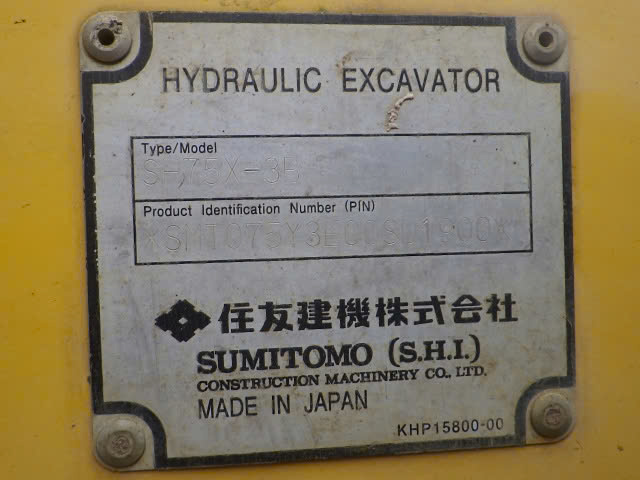 HYDRAULIC EXCAVATOR
Type/Model
SH75X-3B
Product Identification Number (PIN)
住友建機株式会社
SUMITOMO (S.H.I.)
CONSTRUCTION MACHINERY CO., LTD.
MADE IN JAPAN
KHP15800-00